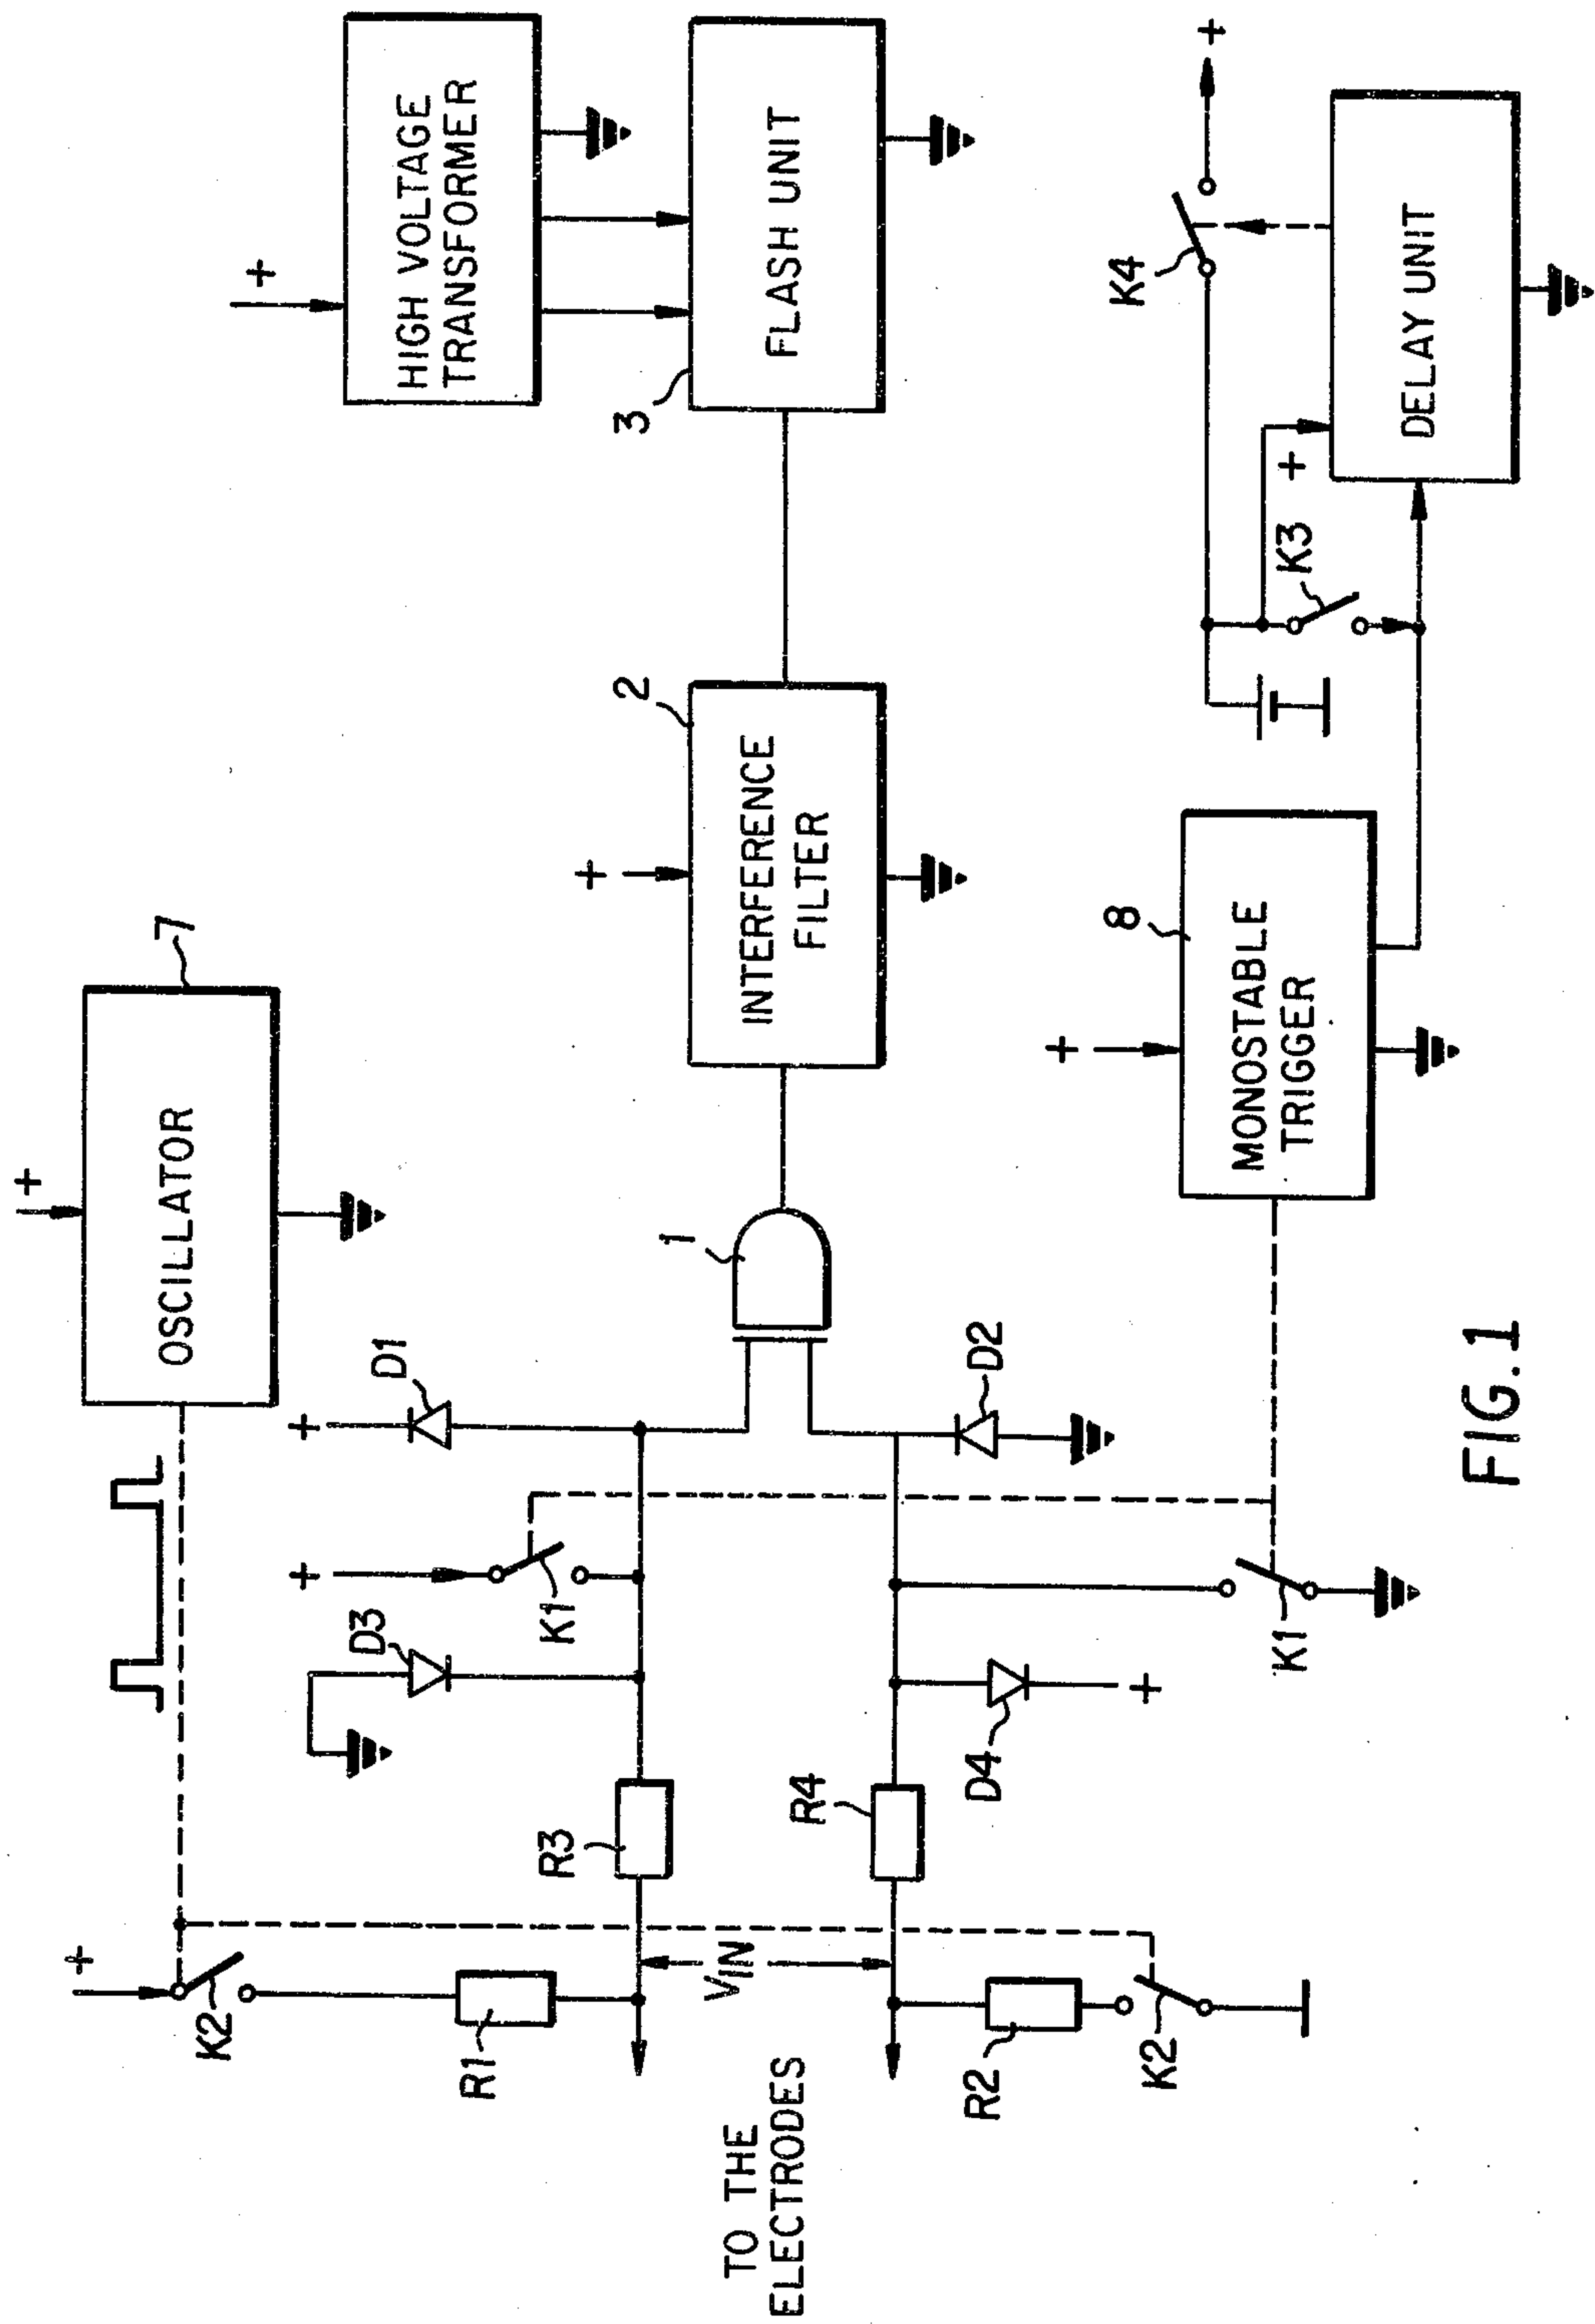 +
OSCILLATOR
7
+
K2
R1
+
D1
+
K1
D3
R3
VIN
TO THE
ELECTRODES
R4
R2
K2
D4
+
K1
D2
1
+
INTERFERENCE
FILTER
2
+
HIGH VOLTAGE
TRANSFORMER
FLASH UNIT
3
+
MONOSTABLE
TRIGGER
8
K3
+
K4
+
DELAY UNIT
FIG.1